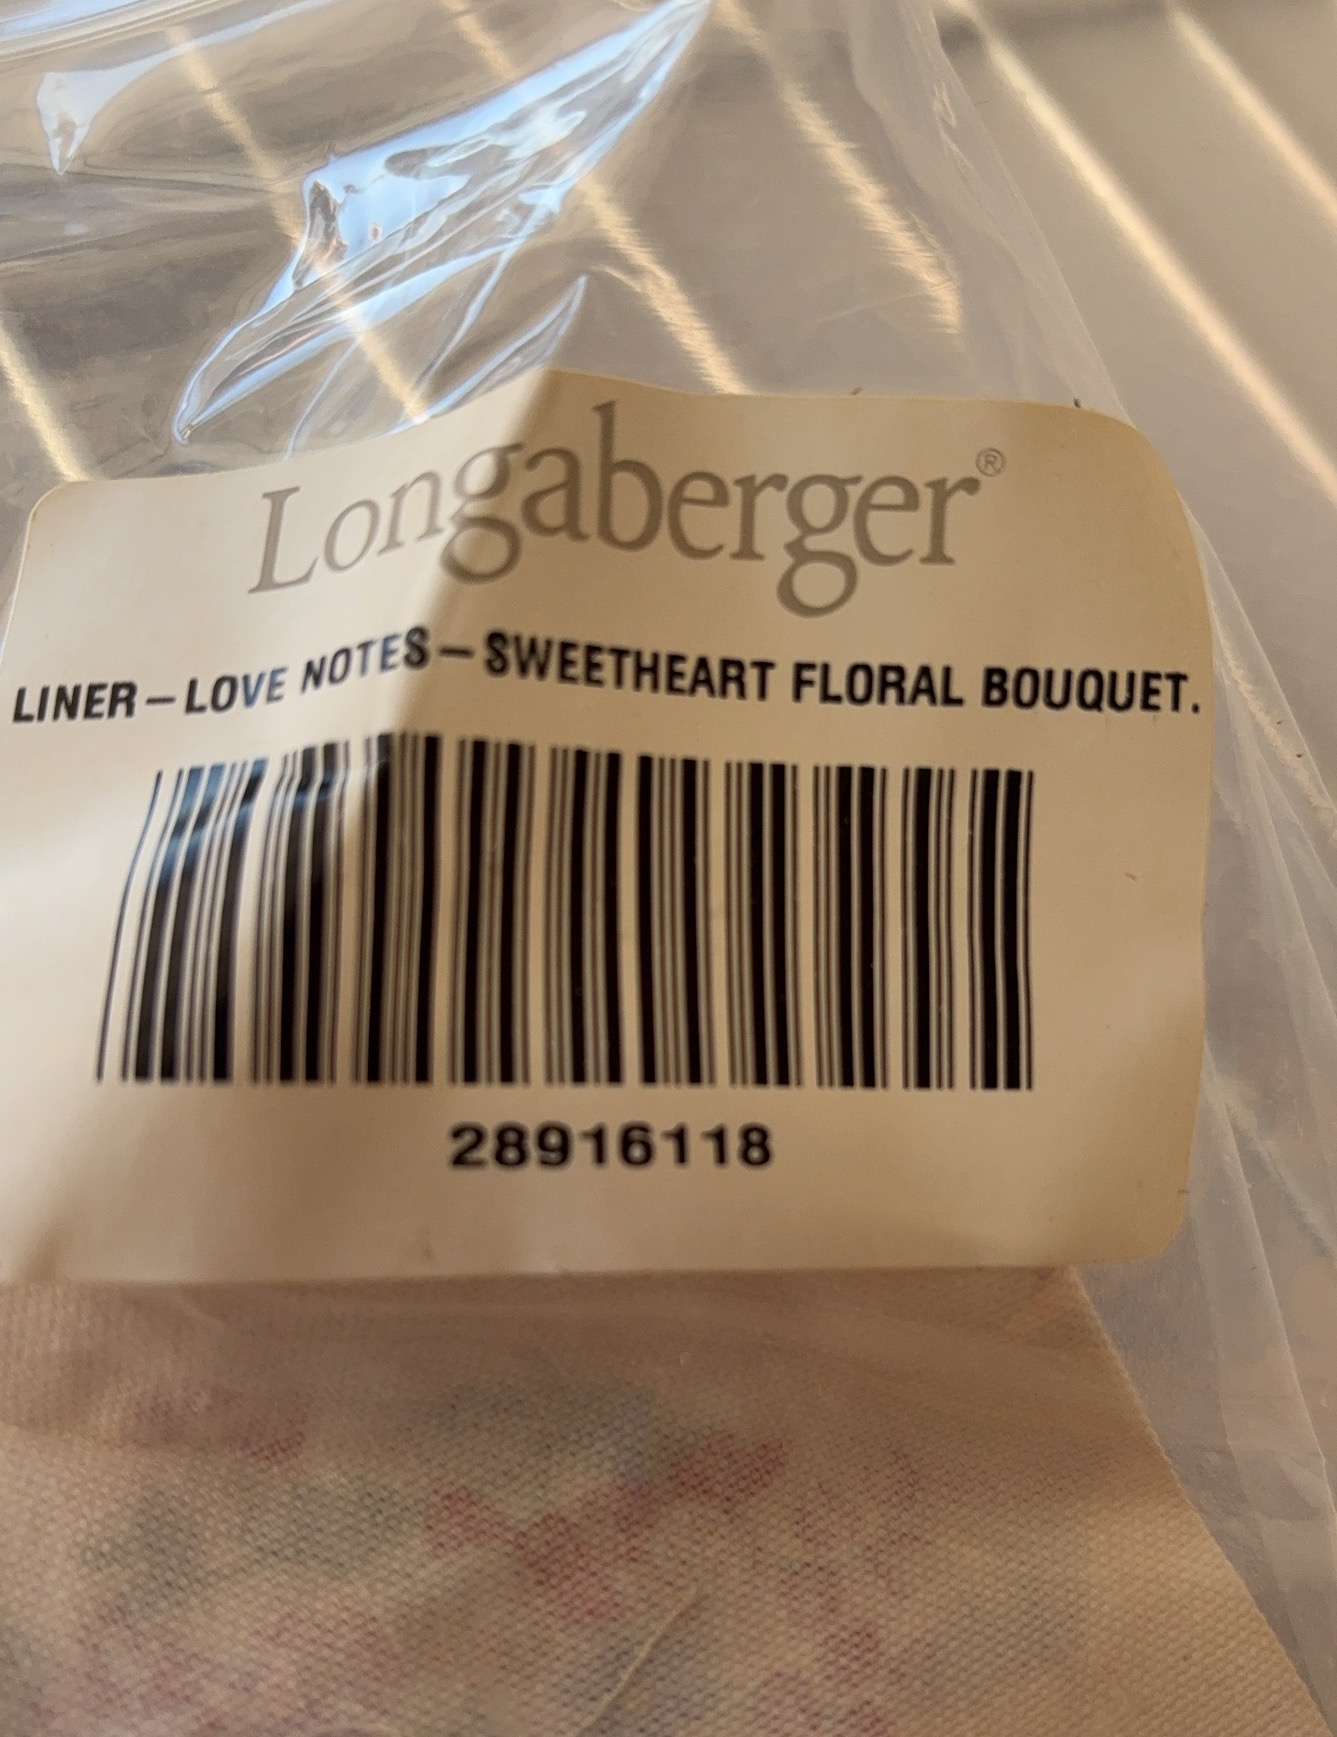 Longaberger®
LINER – LOVE NOTES – SWEETHEART FLORAL BOUQUET.
28916118